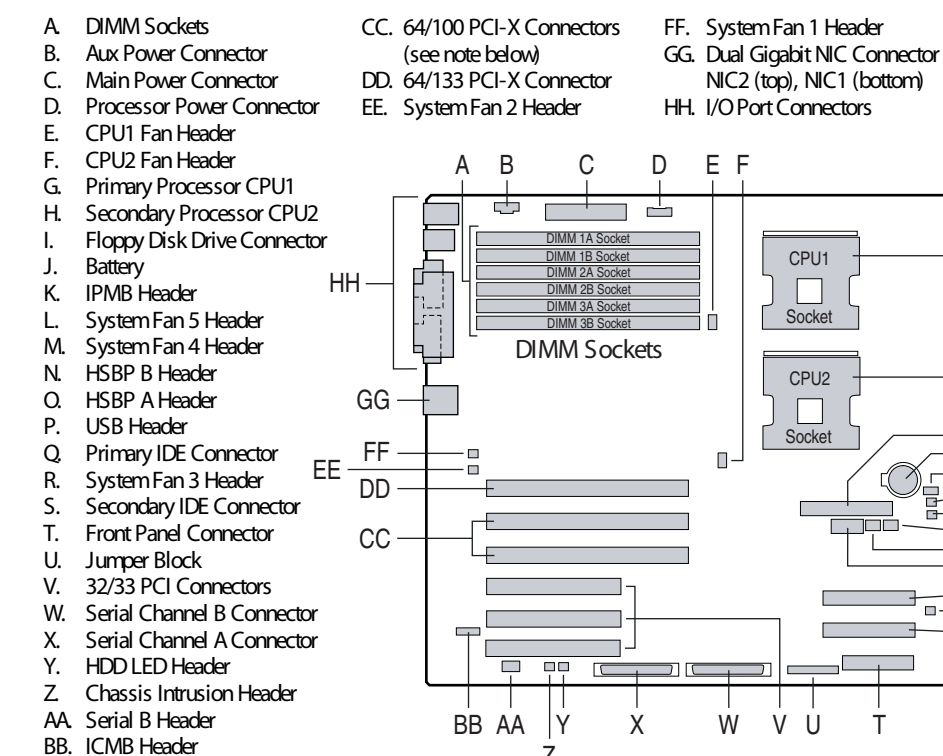 A. DIMM Sockets
B. Aux Power Connector
C. Main Power Connector
D. Processor Power Connector
E. CPU1 Fan Header
F. CPU2 Fan Header
G. Primary Processor CPU1
H. Secondary Processor CPU2
I. Floppy Disk Drive Connector
J. Battery
K. IPMB Header
L. System Fan 5 Header
M. System Fan 4 Header
N. HSBP B Header
O. HSBP A Header
P. USB Header
Q. Primary IDE Connector
R. System Fan 3 Header
S. Secondary IDE Connector
T. Front Panel Connector
U. Jumper Block
V. 32/33 PCI Connectors
W. Serial Channel B Connector
X. Serial Channel A Connector
Y. HDD LED Header
Z. Chassis Intrusion Header
AA. Serial B Header
BB. ICMB Header
CC. 64/100 PCI-X Connectors
(see note below)
DD. 64/133 PCI-X Connector
EE. System Fan 2 Header
FF. System Fan 1 Header
GG. Dual Gigabit NIC Connector
NIC2 (top), NIC1 (bottom)
HH. I/O Port Connectors
A B C D E F
DIMM 1A Socket
DIMM 1B Socket
DIMM 2A Socket
DIMM 2B Socket
DIMM 3A Socket
DIMM 3B Socket
DIMM Sockets
CPU1
Socket
CPU2
Socket
HH
GG
FF
EE
DD
CC
BB AA Y X W V U T
Z